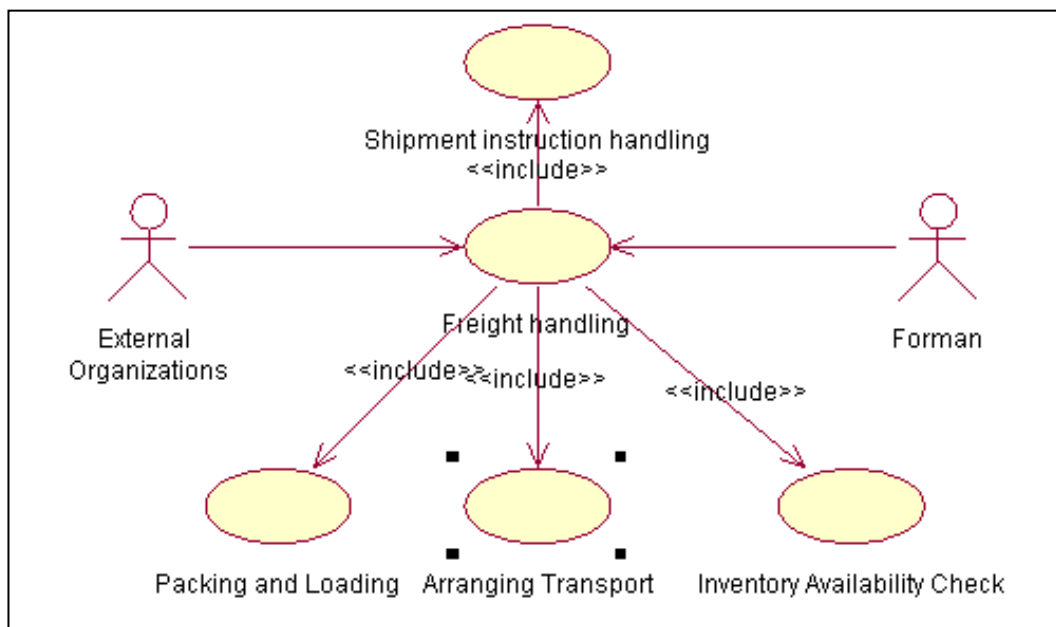 Shipment instruction handling
<<include>>
External
Organizations
Freight handling
Forman
<<include>>
<<include>>
<<include>>
Packing and Loading
Arranging Transport
Inventory Availability Check